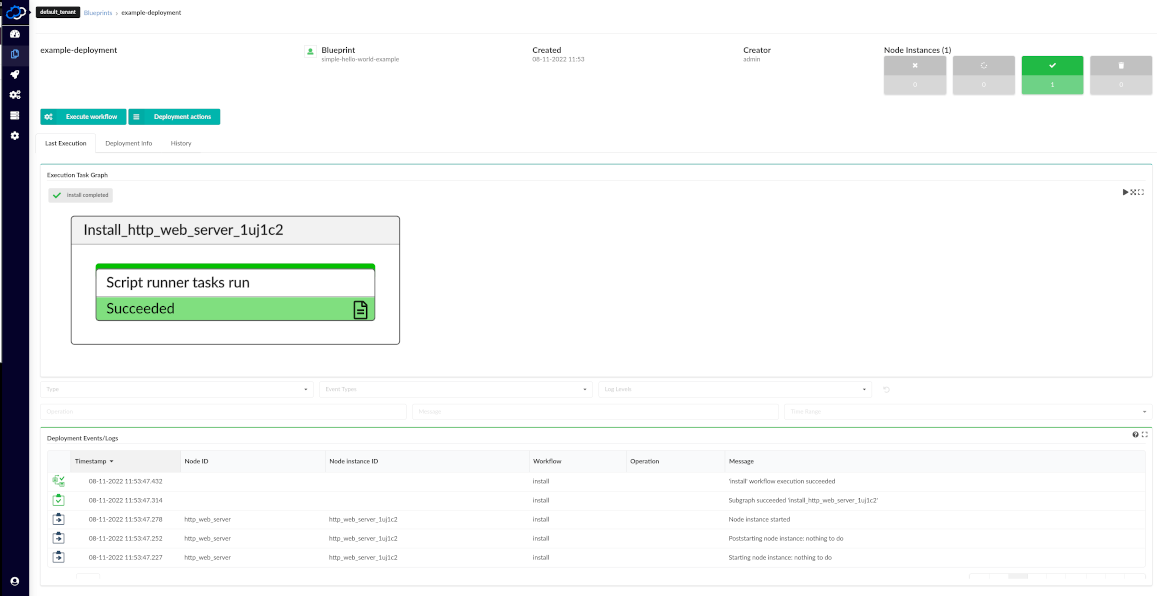 default_tenant Blueprints › example-deployment
example-deployment
Blueprint
simple-hello-world-example
Created
08-11-2022 11:53
Creator
admin
Node Instances (1)
0 0 1 0
Execute workflow Deployment actions
Last Execution Deployment Info History
Execution Task Graph
Install completed
Install_http_web_server_1uj1c2
Script runner tasks run
Succeeded
Type Event Types Log Levels
Operation Message Time Range
Deployment Events/Logs
Timestamp Node ID Node instance ID Workflow Operation Message
08-11-2022 11:53:47.432 install 'install' workflow execution succeeded
08-11-2022 11:53:47.314 install Subgraph succeeded 'install_http_web_server_1uj1c2'
08-11-2022 11:53:47.278 http_web_server http_web_server_1uj1c2 install Node instance started
08-11-2022 11:53:47.252 http_web_server http_web_server_1uj1c2 install Poststarting node instance: nothing to do
08-11-2022 11:53:47.227 http_web_server http_web_server_1uj1c2 install Starting node instance: nothing to do